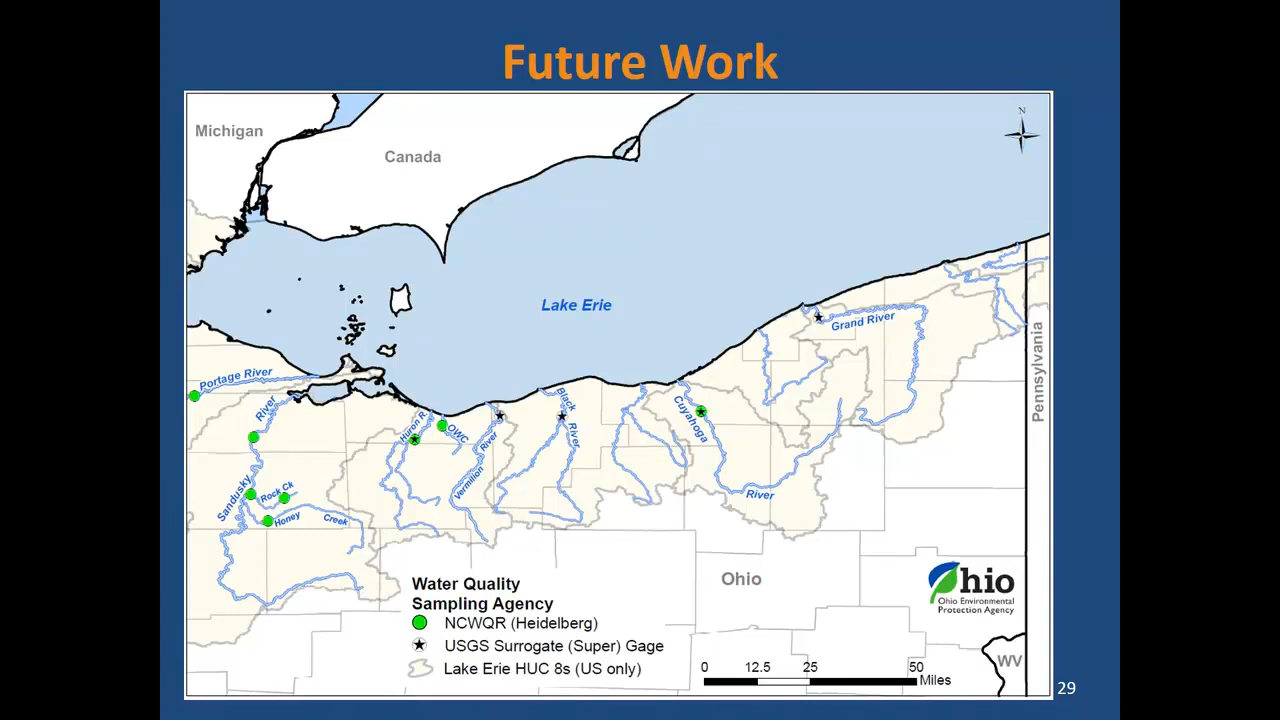 Future Work
Michigan
Canada
N
Lake Erie
Grand River
Pennsylvania
Portage River
River
Sandusky
Rock Ck
Honey
Creek
Huron R.
OWC
River
Vermilion
Black
River
Cuyahoga
River
Water Quality
Sampling Agency
NCWQR (Heidelberg)
USGS Surrogate (Super) Gage
Lake Erie HUC 8s (US only)
Ohio
Ohio
Ohio Environmental
Protection Agency
WV
0 12.5 25 50
Miles
29